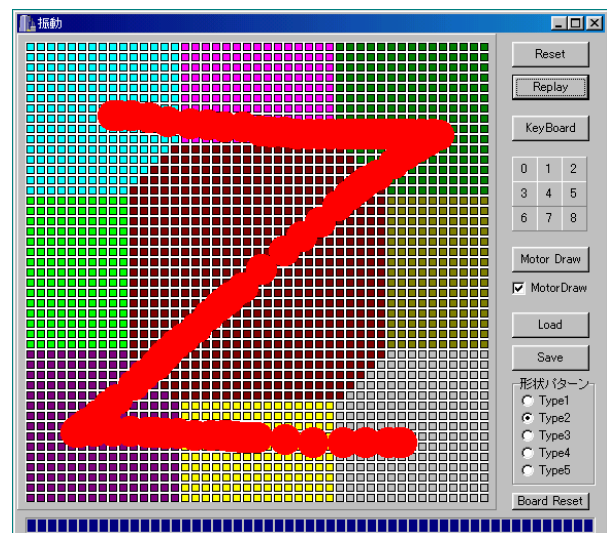 振動
Reset
Replay
KeyBoard
0 1 2
3 4 5
6 7 8
Motor Draw
MotorDraw
Load
Save
形状パターン
Type1
Type2
Type3
Type4
Type5
Board Reset